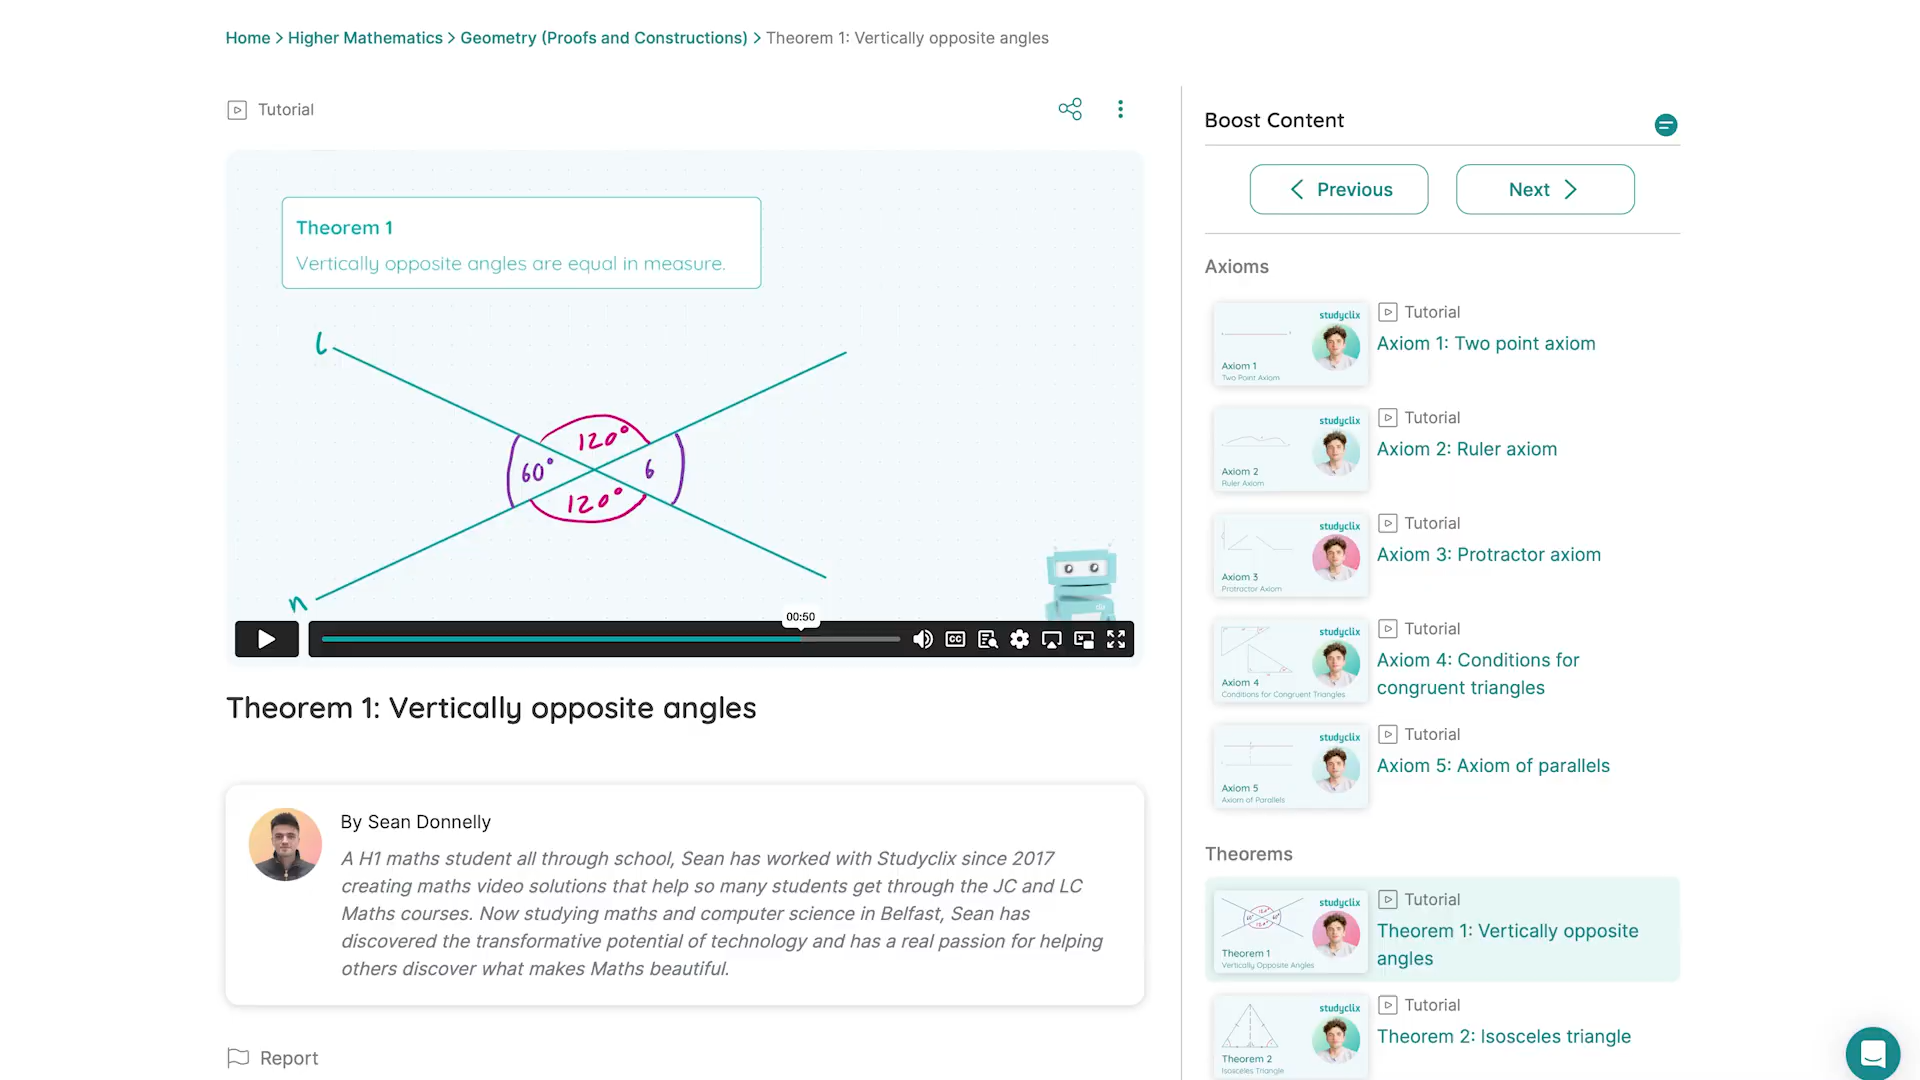 Home > Higher Mathematics > Geometry (Proofs and Constructions) > Theorem 1: Vertically opposite angles
Tutorial
Theorem 1
Vertically opposite angles are equal in measure.
l
120°
60°
6
120°
n
00:50
CC
Theorem 1: Vertically opposite angles
By Sean Donnelly
A H1 maths student all through school, Sean has worked with Studyclix since 2017
creating maths video solutions that help so many students get through the JC and LC
Maths courses. Now studying maths and computer science in Belfast, Sean has
discovered the transformative potential of technology and has a real passion for helping
others discover what makes Maths beautiful.
Report
Boost Content
Previous
Next
Axioms
studyclix
Axiom 1
Two Point Axiom
Tutorial
Axiom 1: Two point axiom
studyclix
Axiom 2
Ruler Axiom
Tutorial
Axiom 2: Ruler axiom
studyclix
Axiom 3
Protractor Axiom
Tutorial
Axiom 3: Protractor axiom
studyclix
Axiom 4
Conditions for Congruent Triangles
Tutorial
Axiom 4: Conditions for
congruent triangles
studyclix
Axiom 5
Axiom of Parallels
Tutorial
Axiom 5: Axiom of parallels
Theorems
studyclix
120°
60°
60°
120°
Theorem 1
Vertically Opposite Angles
Tutorial
Theorem 1: Vertically opposite
angles
studyclix
Theorem 2
Isosceles Triangle
Tutorial
Theorem 2: Isosceles triangle